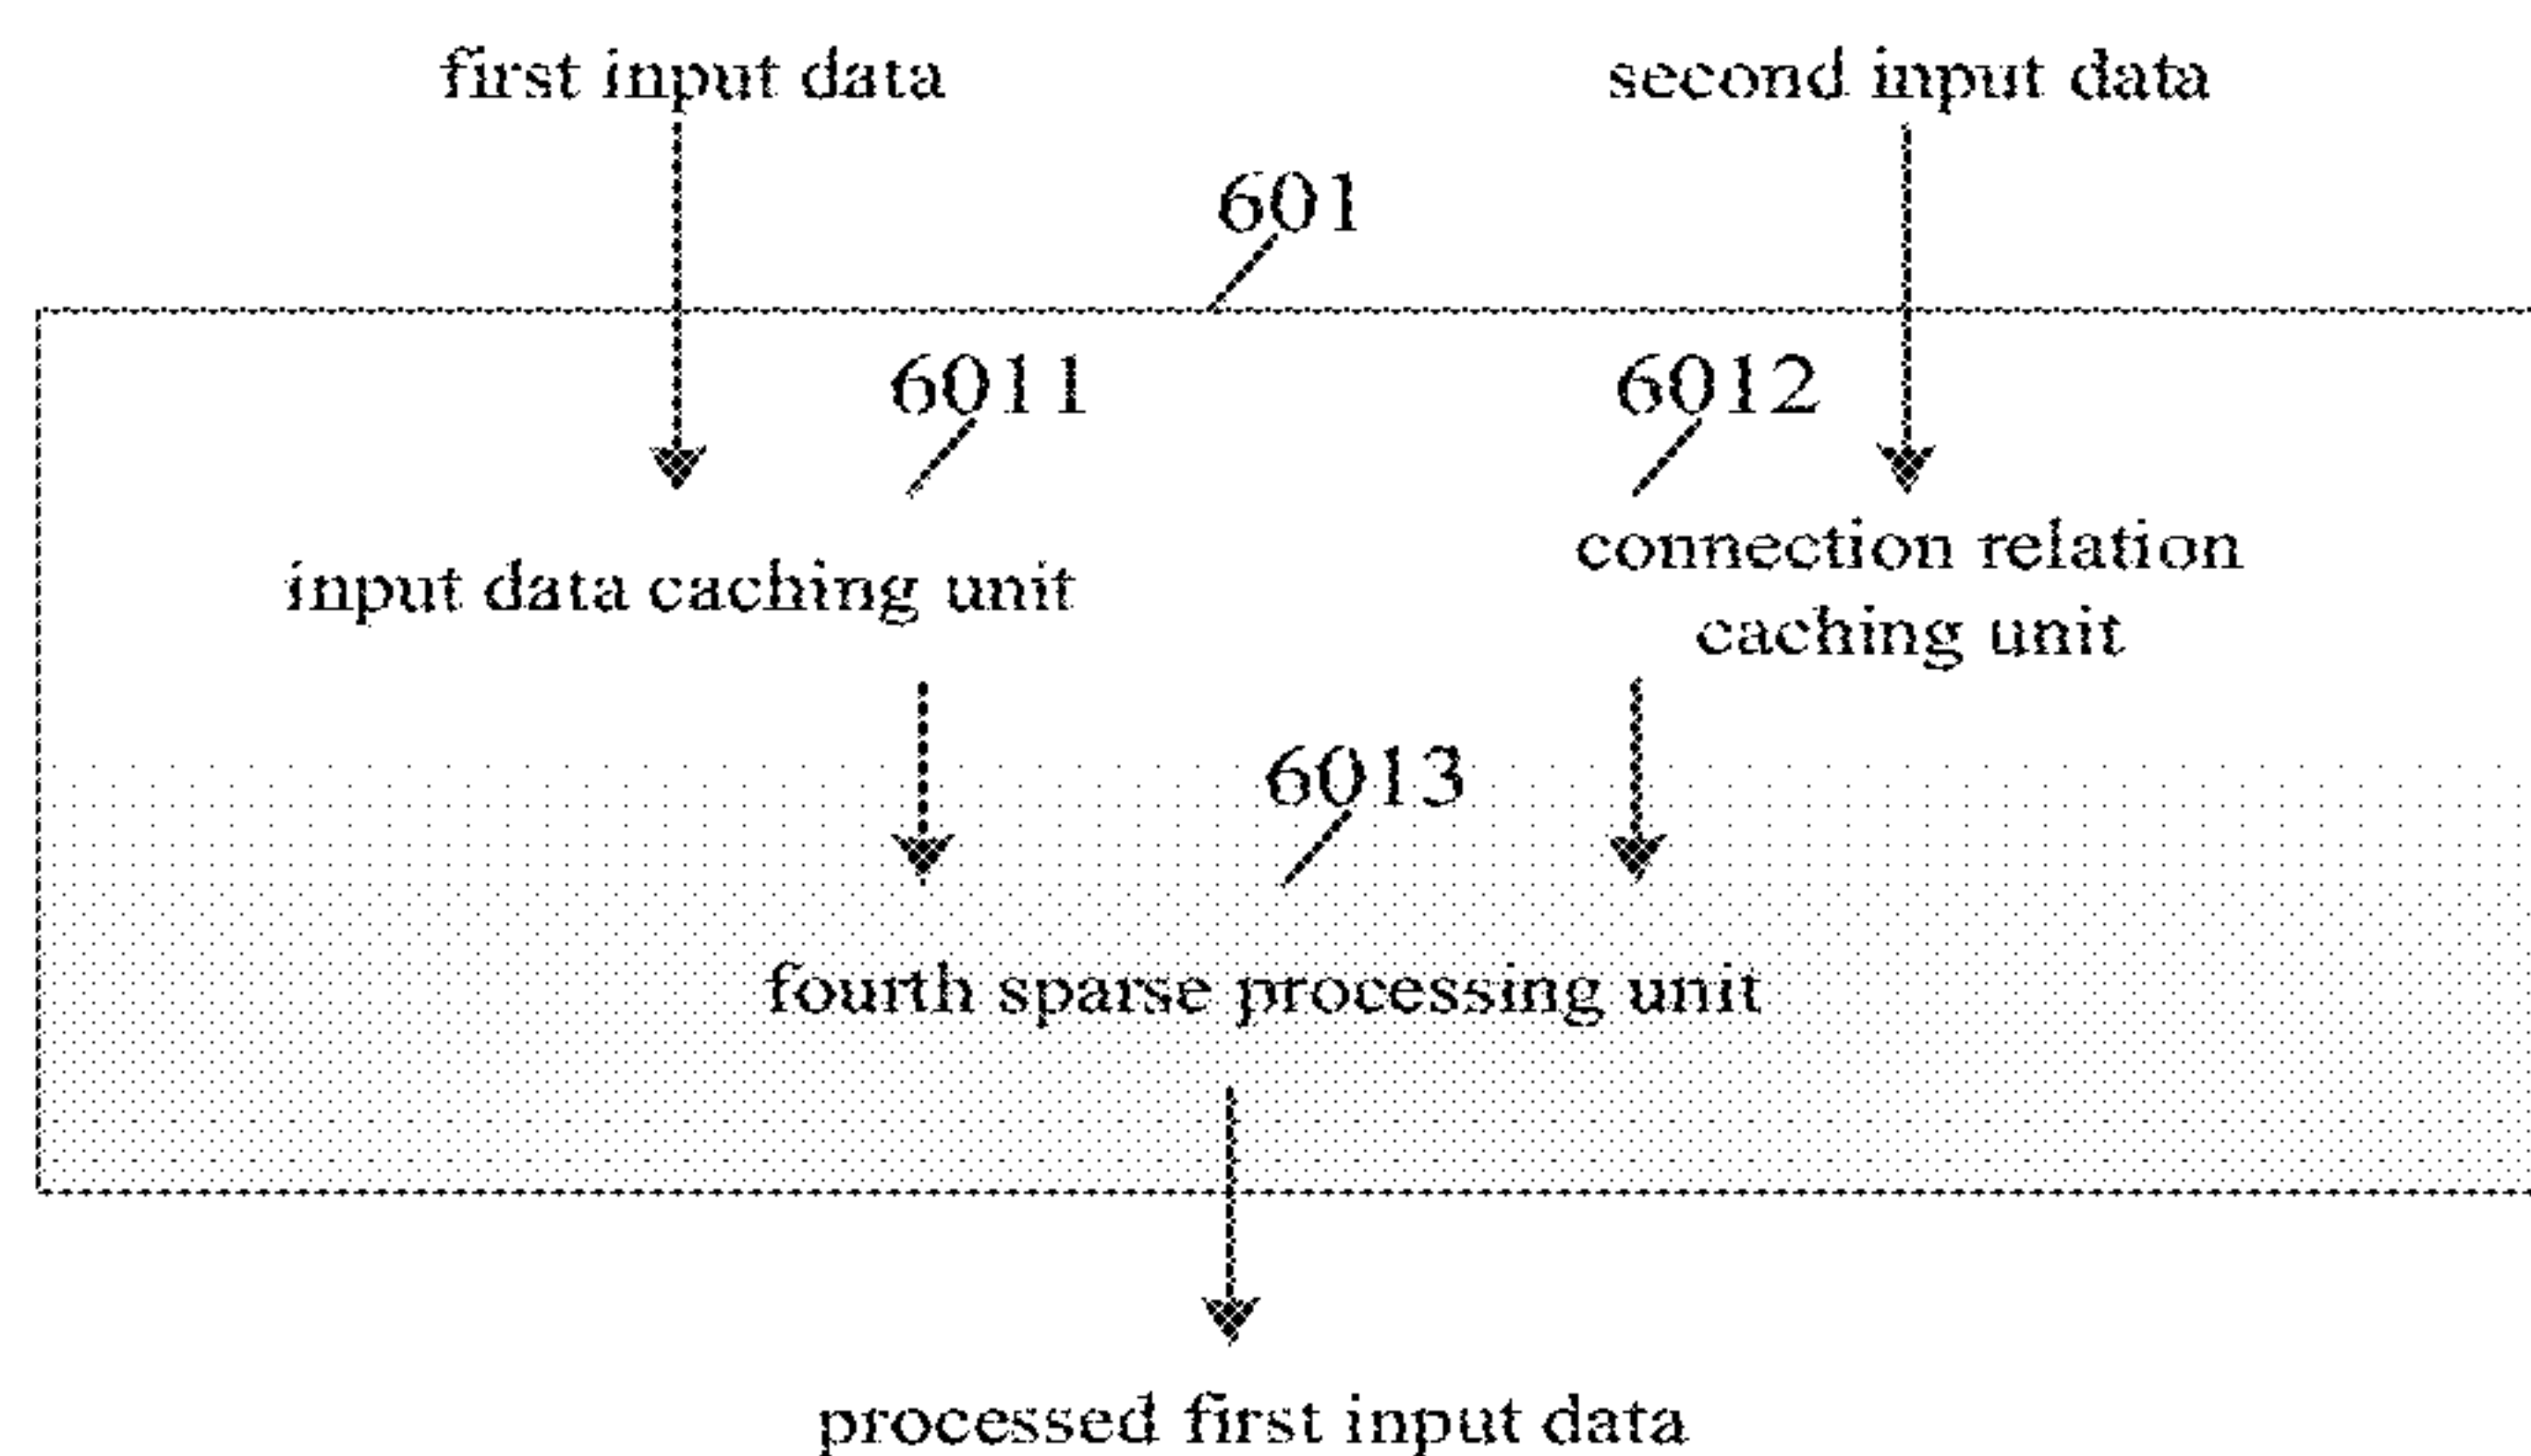 first input data
second input data
601
6011
6012
input data caching unit
connection relation
caching unit
6013
fourth sparse processing unit
processed first input data